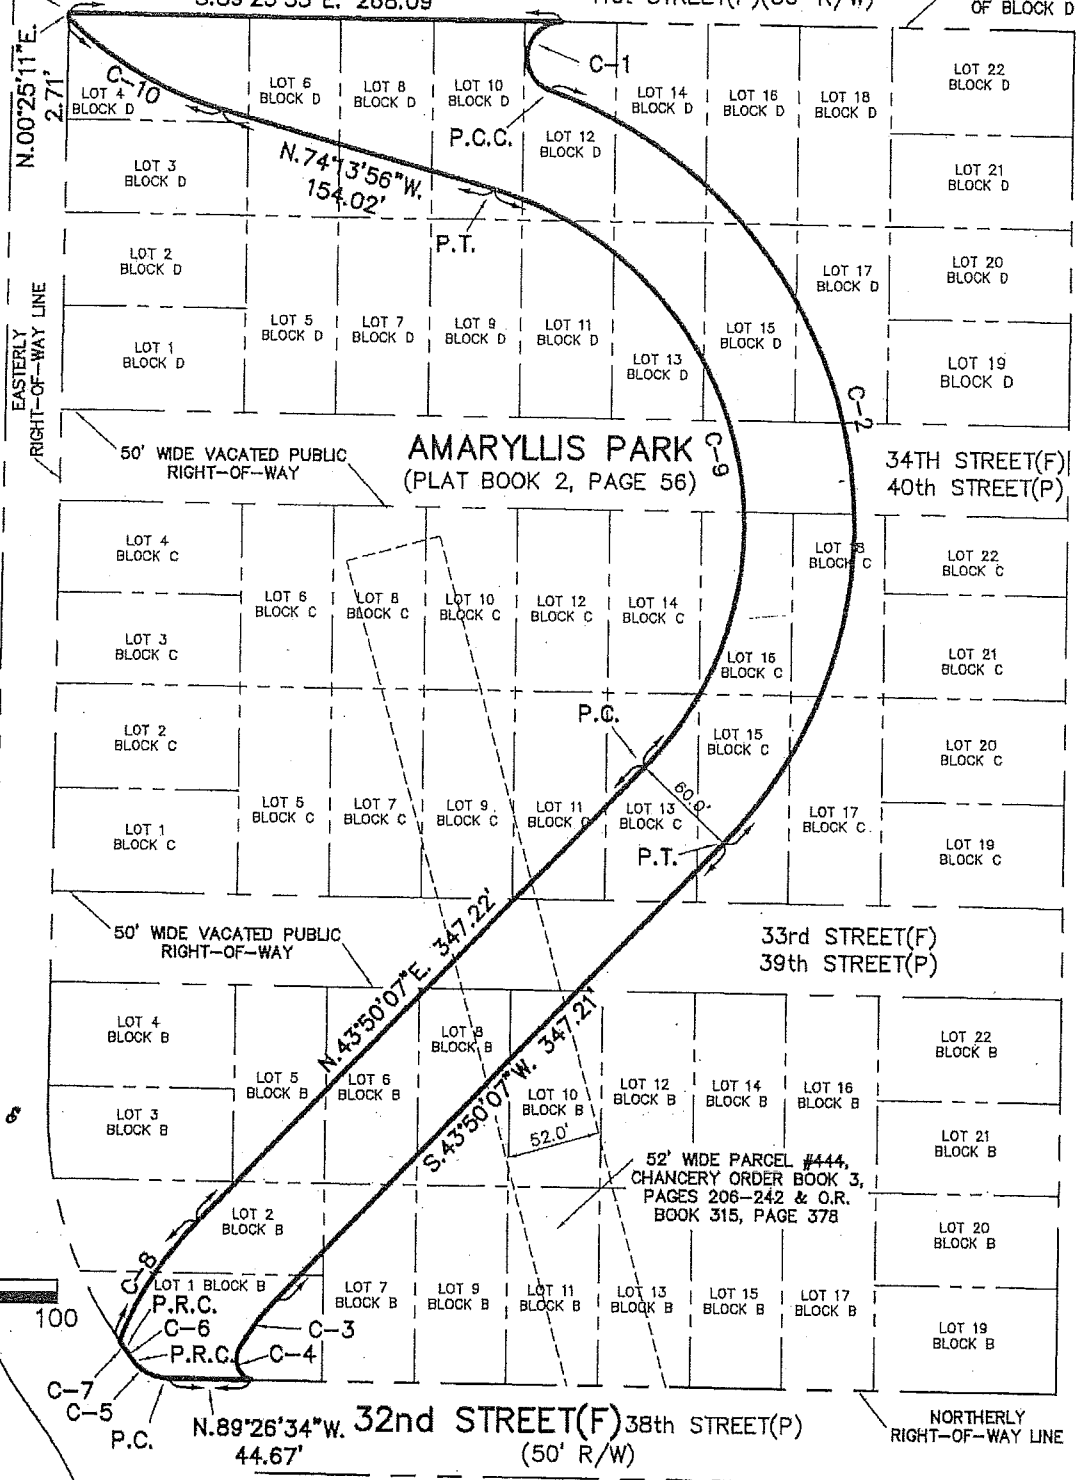 OF BLOCK D
N.00°25'11"E.
2.71'
C-10
C-1
P.C.C.
LOT 4
BLOCK D
LOT 6
BLOCK D
LOT 8
BLOCK D
LOT 10
BLOCK D
LOT 12
BLOCK D
LOT 14
BLOCK D
LOT 16
BLOCK D
LOT 18
BLOCK D
LOT 22
BLOCK D
LOT 3
BLOCK D
N.74°13'56"W.
154.02'
P.T.
LOT 21
BLOCK D
LOT 2
BLOCK D
LOT 17
BLOCK D
LOT 20
BLOCK D
EASTERLY
RIGHT-OF-WAY LINE
LOT 1
BLOCK D
LOT 5
BLOCK D
LOT 7
BLOCK D
LOT 9
BLOCK D
LOT 11
BLOCK D
LOT 13
BLOCK D
LOT 15
BLOCK D
LOT 19
BLOCK D
C-2
C-9
50' WIDE VACATED PUBLIC
RIGHT-OF-WAY
AMARYLLIS PARK
(PLAT BOOK 2, PAGE 56)
34TH STREET(F)
40th STREET(P)
LOT 4
BLOCK C
LOT 6
BLOCK C
LOT 8
BLOCK C
LOT 10
BLOCK C
LOT 12
BLOCK C
LOT 14
BLOCK C
LOT 16
BLOCK C
LOT 18
BLOCK C
LOT 22
BLOCK C
LOT 3
BLOCK C
LOT 21
BLOCK C
P.C.
LOT 2
BLOCK C
LOT 15
BLOCK C
LOT 20
BLOCK C
60.0'
LOT 1
BLOCK C
LOT 5
BLOCK C
LOT 7
BLOCK C
LOT 9
BLOCK C
LOT 11
BLOCK C
LOT 13
BLOCK C
LOT 17
BLOCK C
LOT 19
BLOCK C
P.T.
50' WIDE VACATED PUBLIC
RIGHT-OF-WAY
33rd STREET(F)
39th STREET(P)
N.43°50'07"E. 347.22'
S.43°50'07"W. 347.21'
LOT 4
BLOCK B
LOT 5
BLOCK B
LOT 6
BLOCK B
LOT 8
BLOCK B
LOT 10
BLOCK B
LOT 12
BLOCK B
LOT 14
BLOCK B
LOT 16
BLOCK B
LOT 22
BLOCK B
LOT 3
BLOCK B
52.0'
LOT 21
BLOCK B
52' WIDE PARCEL #444,
CHANCERY ORDER BOOK 3,
PAGES 206-242 & O.R.
BOOK 315, PAGE 378
LOT 2
BLOCK B
LOT 20
BLOCK B
C-8
LOT 1 BLOCK B
P.R.C.
C-6
P.R.C.
C-3
C-4
LOT 7
BLOCK B
LOT 9
BLOCK B
LOT 11
BLOCK B
LOT 13
BLOCK B
LOT 15
BLOCK B
LOT 17
BLOCK B
LOT 19
BLOCK B
100
C-7
C-5
P.C.
N.89°26'34"W.
44.67'
32nd STREET(F) 38th STREET(P)
(50' R/W)
NORTHERLY
RIGHT-OF-WAY LINE